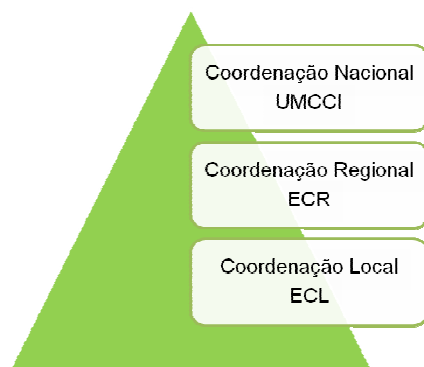 Coordenação Nacional
UMCCI
Coordenação Regional
ECR
Coordenação Local
ECL